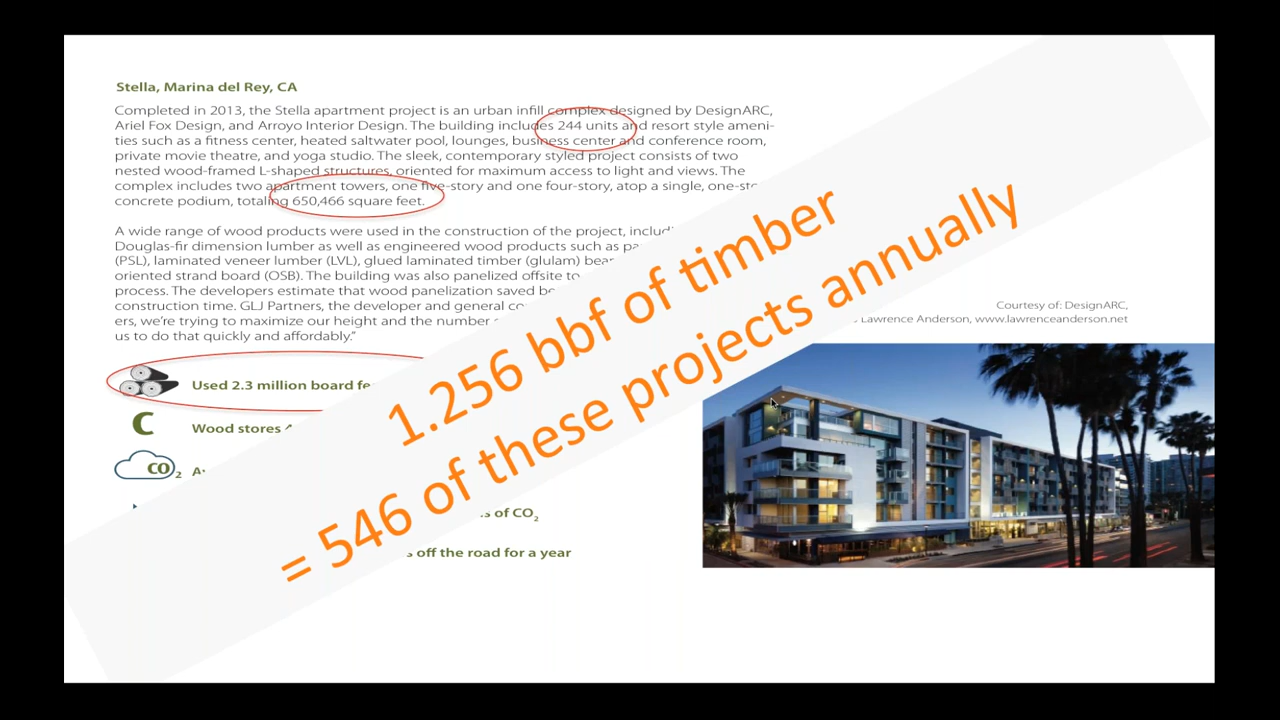 Stella, Marina del Rey, CA
Completed in 2013, the Stella apartment project is an urban infill complex designed by DesignARC,
Ariel Fox Design, and Arroyo Interior Design. The building includes 244 units and resort style ameni-
ties such as a fitness center, heated saltwater pool, lounges, business center and conference room,
private movie theatre, and yoga studio. The sleek, contemporary styled project consists of two
nested wood-framed L-shaped structures, oriented for maximum access to light and views. The
complex includes two apartment towers, one five-story and one four-story, atop a single,
concrete podium, totaling 650,466 square feet.
A wide range of wood products were used in the construction of the project,
Douglas-fir dimension lumber as well as engineered wood products such as
(PSL), laminated veneer lumber (LVL), glued laminated timber (glulam)
oriented strand board (OSB). The building was also panelized offsite to
process. The developers estimate that wood panelization saved
construction time. GLJ Partners, the developer and general
ers, we're trying to maximize our height and the number
us to do that quickly and affordably."
Used 2.3 million board
C
Wood stores
CO2
of CO2
off the road for a year
1.256 bbf of timber
= 546 of these projects annually
Courtesy of: DesignARC,
Lawrence Anderson, www.lawrenceanderson.net